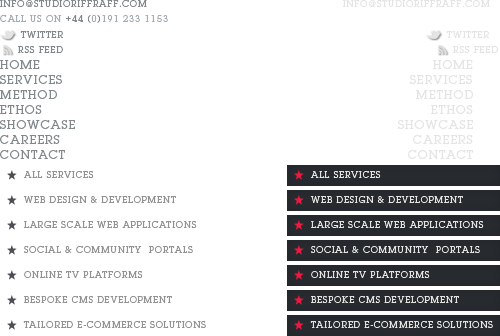 INFO@STUDIORIFFRAFF.COM INFO@STUDIORIFFRAFF.COM
CALL US ON +44 (0)191 233 1153
TWITTER TWITTER
RSS FEED RSS FEED
HOME HOME
SERVICES SERVICES
METHOD METHOD
ETHOS ETHOS
SHOWCASE SHOWCASE
CAREERS CAREERS
CONTACT CONTACT
ALL SERVICES ALL SERVICES
WEB DESIGN & DEVELOPMENT WEB DESIGN & DEVELOPMENT
LARGE SCALE WEB APPLICATIONS LARGE SCALE WEB APPLICATIONS
SOCIAL & COMMUNITY PORTALS SOCIAL & COMMUNITY PORTALS
ONLINE TV PLATFORMS ONLINE TV PLATFORMS
BESPOKE CMS DEVELOPMENT BESPOKE CMS DEVELOPMENT
TAILORED E-COMMERCE SOLUTIONS TAILORED E-COMMERCE SOLUTIONS